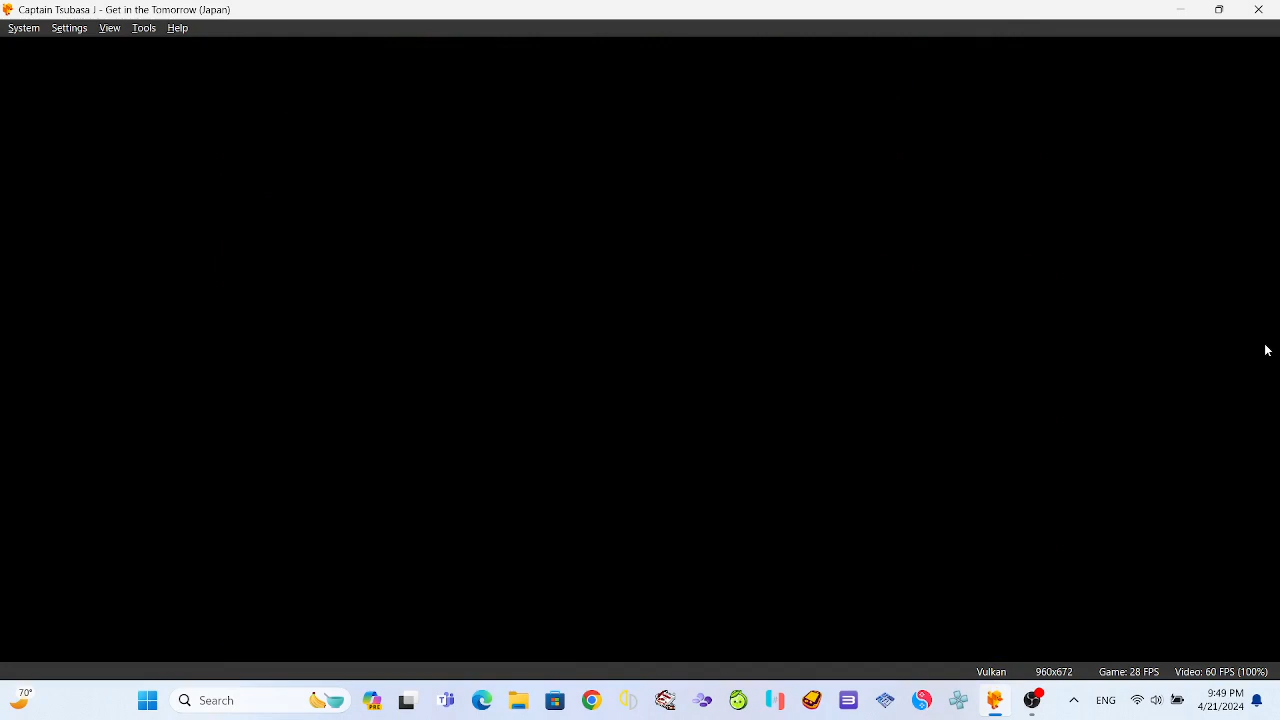 Captain Tsubasa J - Get in the Tomorrow (Japan)
System Settings View Tools Help
Vulkan 960x672 Game: 28 FPS Video: 60 FPS (100%)
70°
Search
PRE
ENG
9:49 PM
4/21/2024